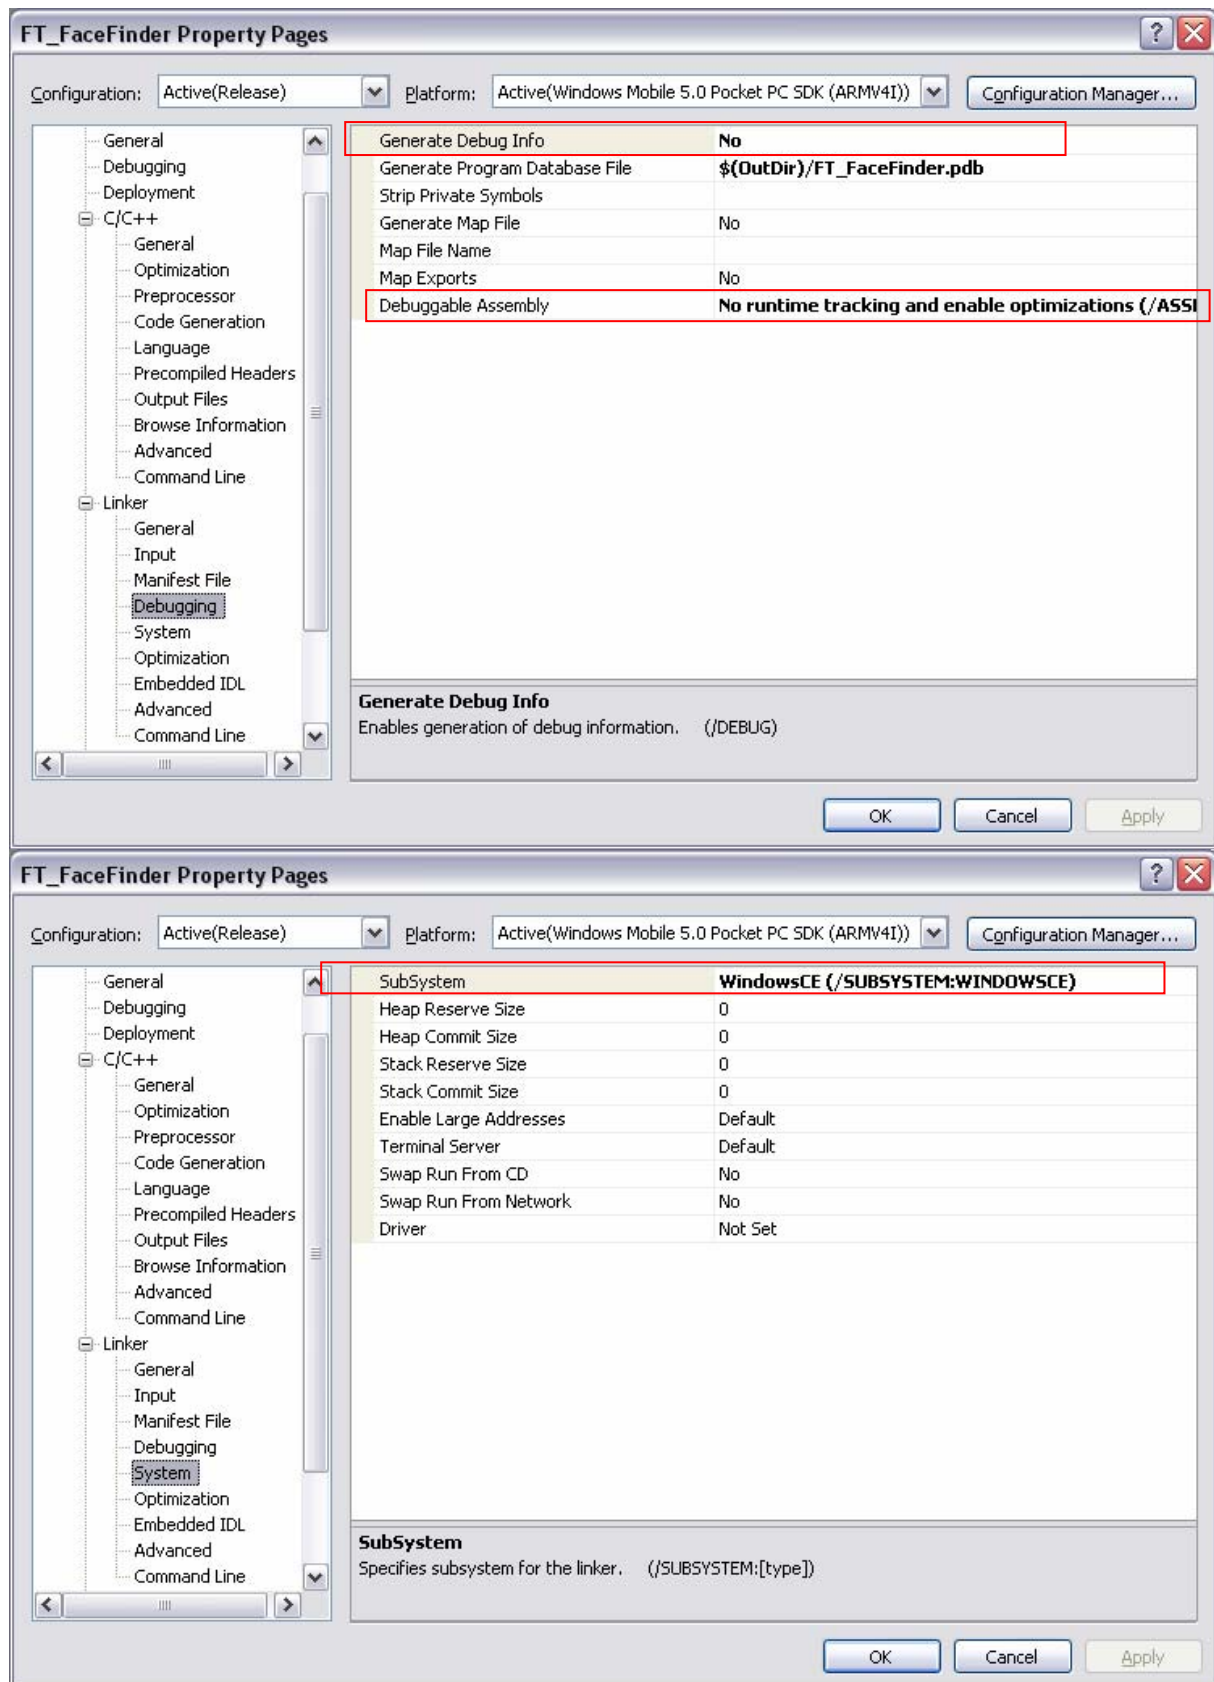 FT_FaceFinder Property Pages
Configuration: Active(Release) Platform: Active(Windows Mobile 5.0 Pocket PC SDK (ARMV4I)) Configuration Manager...
General
Debugging
Deployment
C/C++
General
Optimization
Preprocessor
Code Generation
Language
Precompiled Headers
Output Files
Browse Information
Advanced
Command Line
Linker
General
Input
Manifest File
Debugging
System
Optimization
Embedded IDL
Advanced
Command Line
Generate Debug Info No
Generate Program Database File $(OutDir)/FT_FaceFinder.pdb
Strip Private Symbols
Generate Map File No
Map File Name
Map Exports No
Debuggable Assembly No runtime tracking and enable optimizations (/ASSI
Generate Debug Info
Enables generation of debug information. (/DEBUG)
OK Cancel Apply
FT_FaceFinder Property Pages
Configuration: Active(Release) Platform: Active(Windows Mobile 5.0 Pocket PC SDK (ARMV4I)) Configuration Manager...
General
Debugging
Deployment
C/C++
General
Optimization
Preprocessor
Code Generation
Language
Precompiled Headers
Output Files
Browse Information
Advanced
Command Line
Linker
General
Input
Manifest File
Debugging
System
Optimization
Embedded IDL
Advanced
Command Line
SubSystem WindowsCE (/SUBSYSTEM:WINDOWSCE)
Heap Reserve Size 0
Heap Commit Size 0
Stack Reserve Size 0
Stack Commit Size 0
Enable Large Addresses Default
Terminal Server Default
Swap Run From CD No
Swap Run From Network No
Driver Not Set
SubSystem
Specifies subsystem for the linker. (/SUBSYSTEM:[type])
OK Cancel Apply